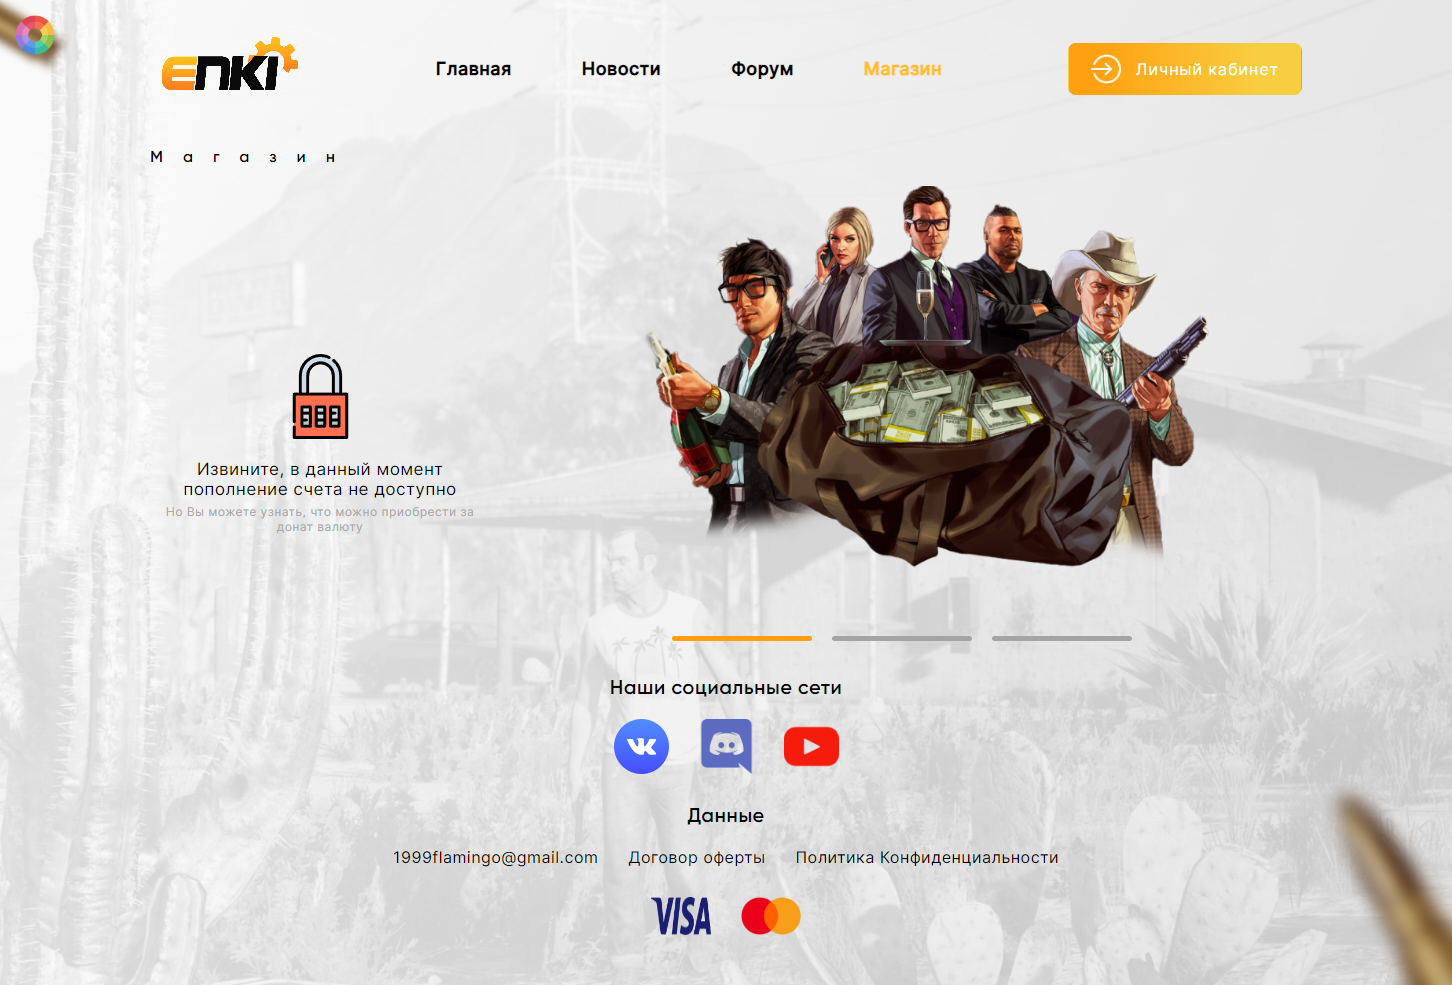 enki
Главная Новости Форум Магазин Личный кабинет
Магазин
Извините, в данный момент
пополнение счета не доступно
Но Вы можете узнать, что можно приобрести за
донат валюту
Наши социальные сети
Данные
1999flamingo@gmail.com Договор оферты Политика Конфиденциальности
VISA